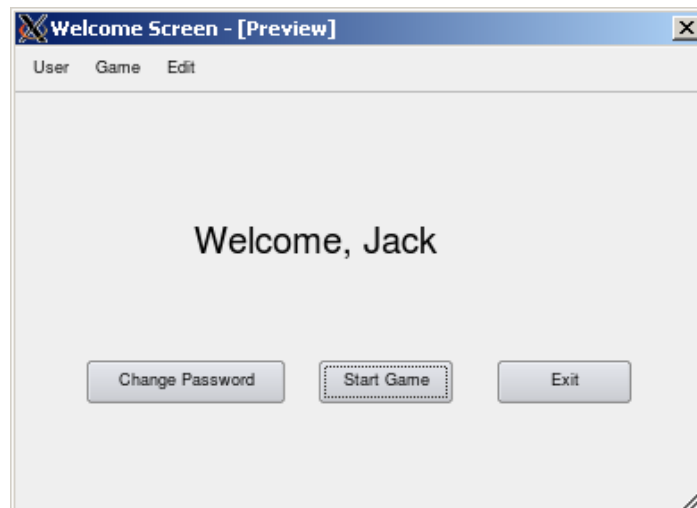 Welcome Screen - [Preview]
User Game Edit
Welcome, Jack
Change Password Start Game Exit